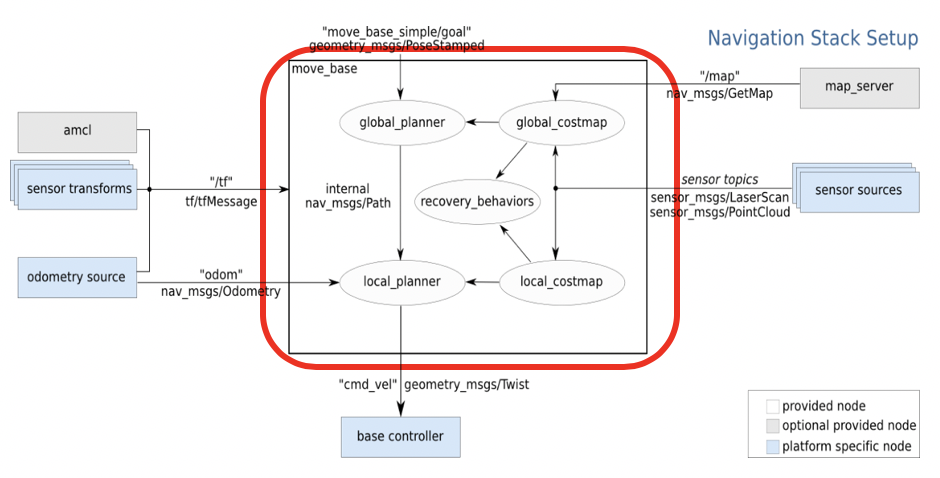 Navigation Stack Setup
"move_base_simple/goal"
geometry_msgs/PoseStamped
move_base
"/map"
nav_msgs/GetMap
map_server
amcl
global_planner
global_costmap
sensor transforms
"/tf"
tf/tfMessage
internal
nav_msgs/Path
recovery_behaviors
sensor topics
sensor_msgs/LaserScan
sensor_msgs/PointCloud
sensor sources
odometry source
"odom"
nav_msgs/Odometry
local_planner
local_costmap
"cmd_vel" geometry_msgs/Twist
base controller
provided node
optional provided node
platform specific node